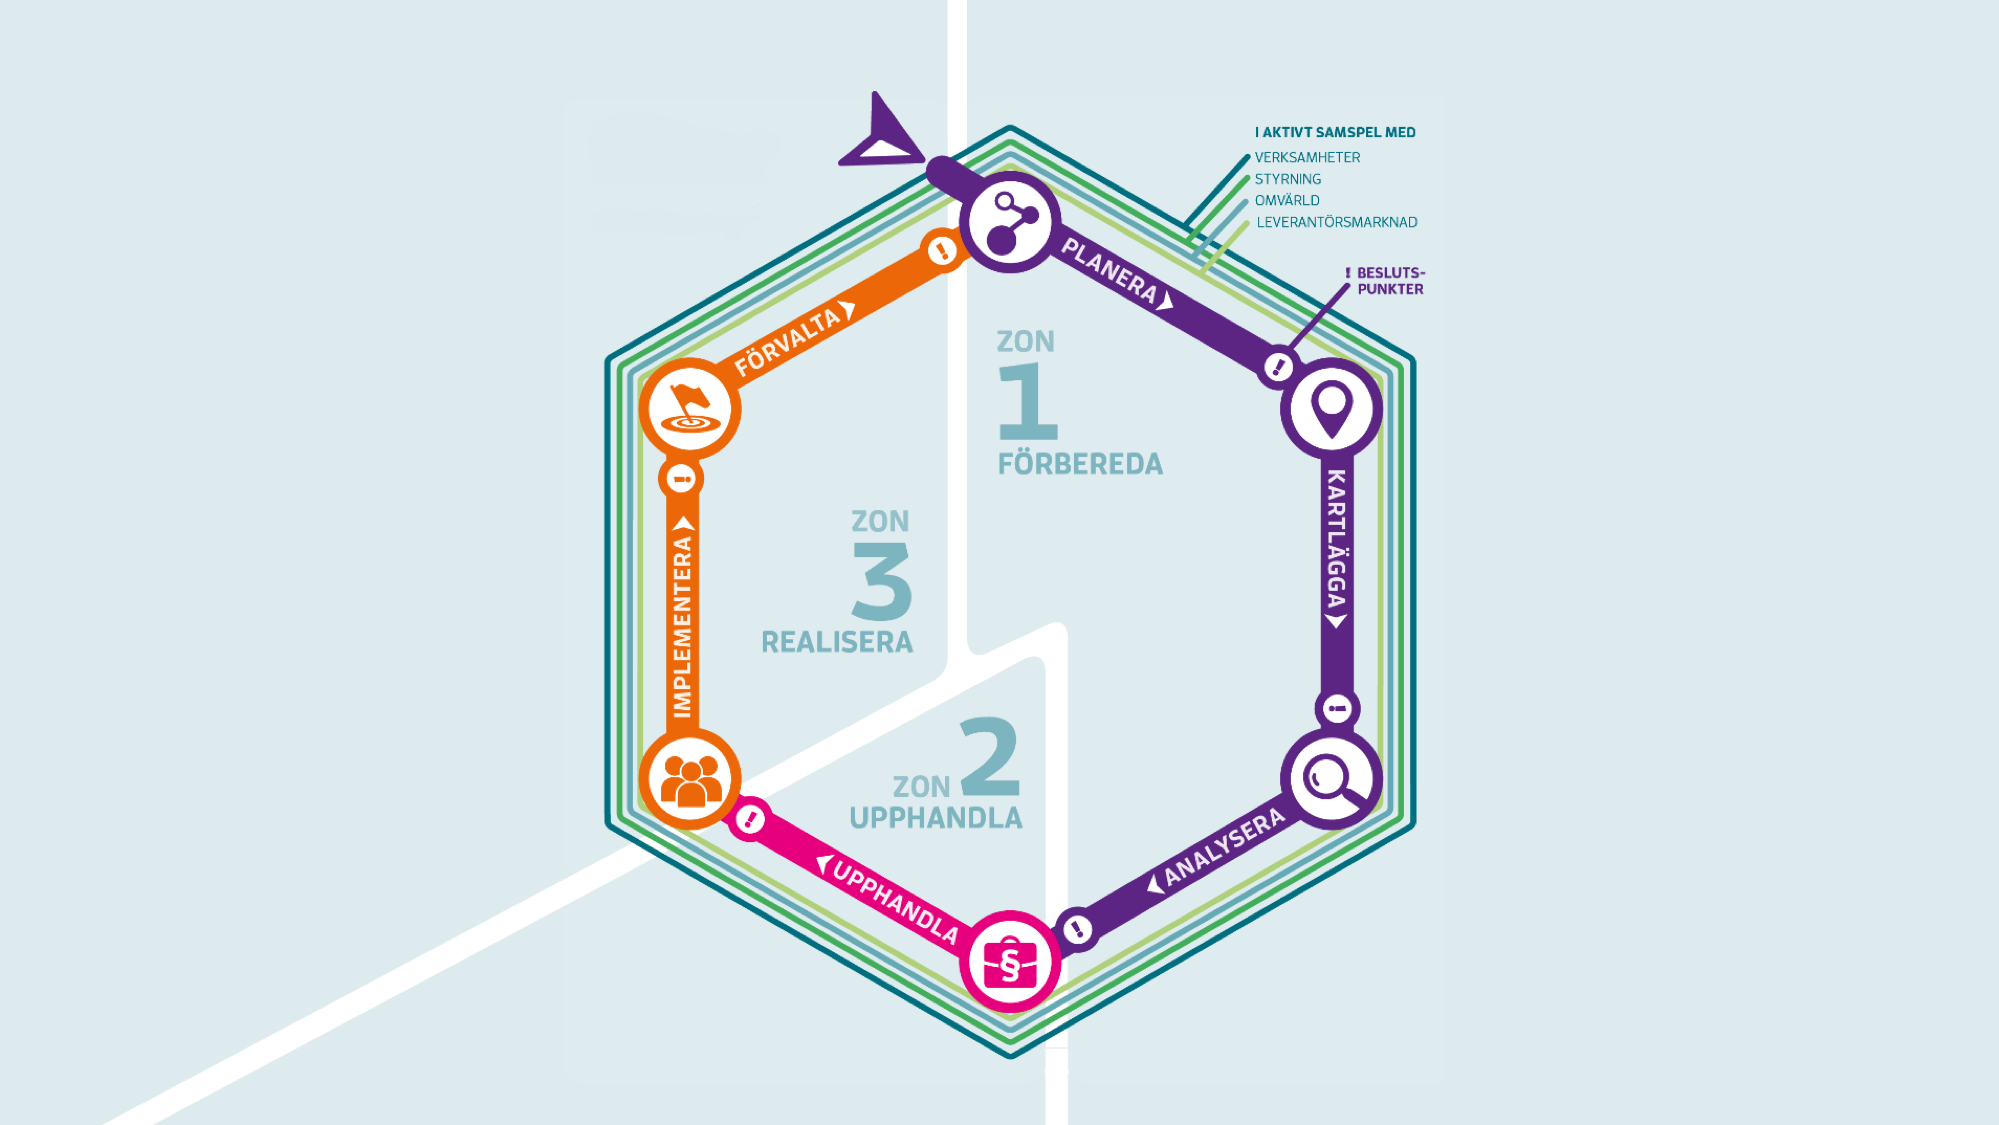 I AKTIVT SAMSPEL MED
VERKSAMHETER
STYRNING
OMVÄRLD
LEVERANTÖRSMARKNAD
! BESLUTS-
PUNKTER
PLANERA
!
KARTLÄGGA
!
ANALYSERA
!
§
UPPHANDLA
!
IMPLEMENTERA
!
FÖRVALTA
!
ZON
1
FÖRBEREDA
ZON
3
REALISERA
ZON 2
UPPHANDLA